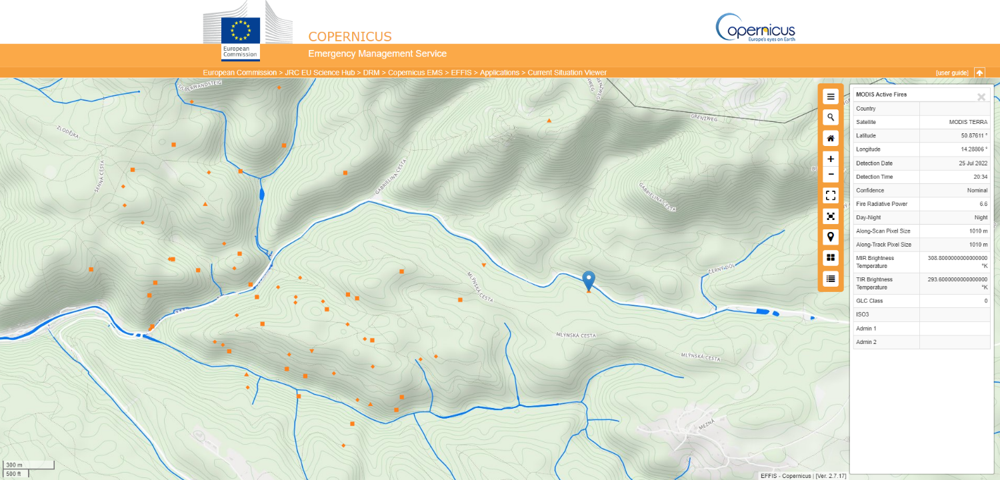 European
Commission
COPERNICUS
Emergency Management Service
opernicus
Europe's eyes on Earth
European Commission > JRC EU Science Hub > DRM > Copernicus EMS > EFFIS > Applications > Current Situation Viewer
[user guide]
ZLODĚJKA
SENNÁ CESTA
GABRIELINA CESTA
GRENZWEG
GRENZWEG
GABRIELINA CESTA
MLÝNSKÁ CESTA
ČERNÝ DŮL
MLÝNSKÁ CESTA
MLÝNSKÁ CESTA
MEZNÁ
MODIS Active Fires
Country
Satellite MODIS TERRA
Latitude 50.87611 °
Longitude 14.28806 °
Detection Date 25 Jul 2022
Detection Time 20:34
Confidence Nominal
Fire Radiative Power 6.6
Day-Night Night
Along-Scan Pixel Size 1010 m
Along-Track Pixel Size 1010 m
MIR Brightness Temperature 308.8000000000000 °K
TIR Brightness Temperature 293.6000000000000 °K
GLC Class 0
ISO3
Admin 1
Admin 2
300 m
500 ft
EFFIS - Copernicus | [Ver. 2.7.17]